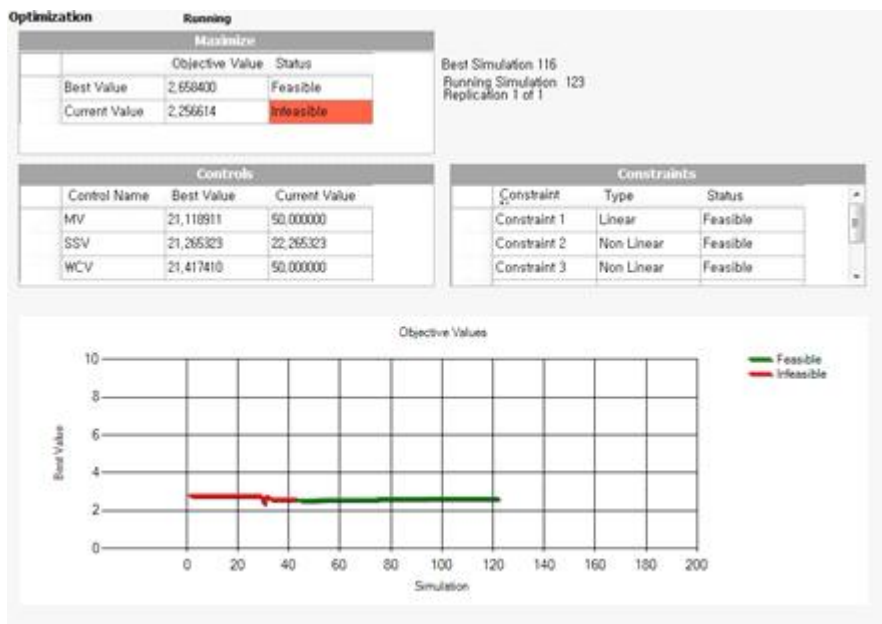 Optimization Running
Maximize
Objective Value Status
Best Value 2,658400 Feasible
Current Value 2,256614 Infeasible
Best Simulation 116
Running Simulation 123
Replication 1 of 1
Controls
Control Name Best Value Current Value
MV 21,118911 50,000000
SSV 21,265323 22,265323
WCV 21,417410 50,000000
Constraints
Constraint Type Status
Constraint 1 Linear Feasible
Constraint 2 Non Linear Feasible
Constraint 3 Non Linear Feasible
Objective Values
Feasible
Infeasible
Best Value
10
8
6
4
2
0
0 20 40 60 80 100 120 140 160 180 200
Simulation